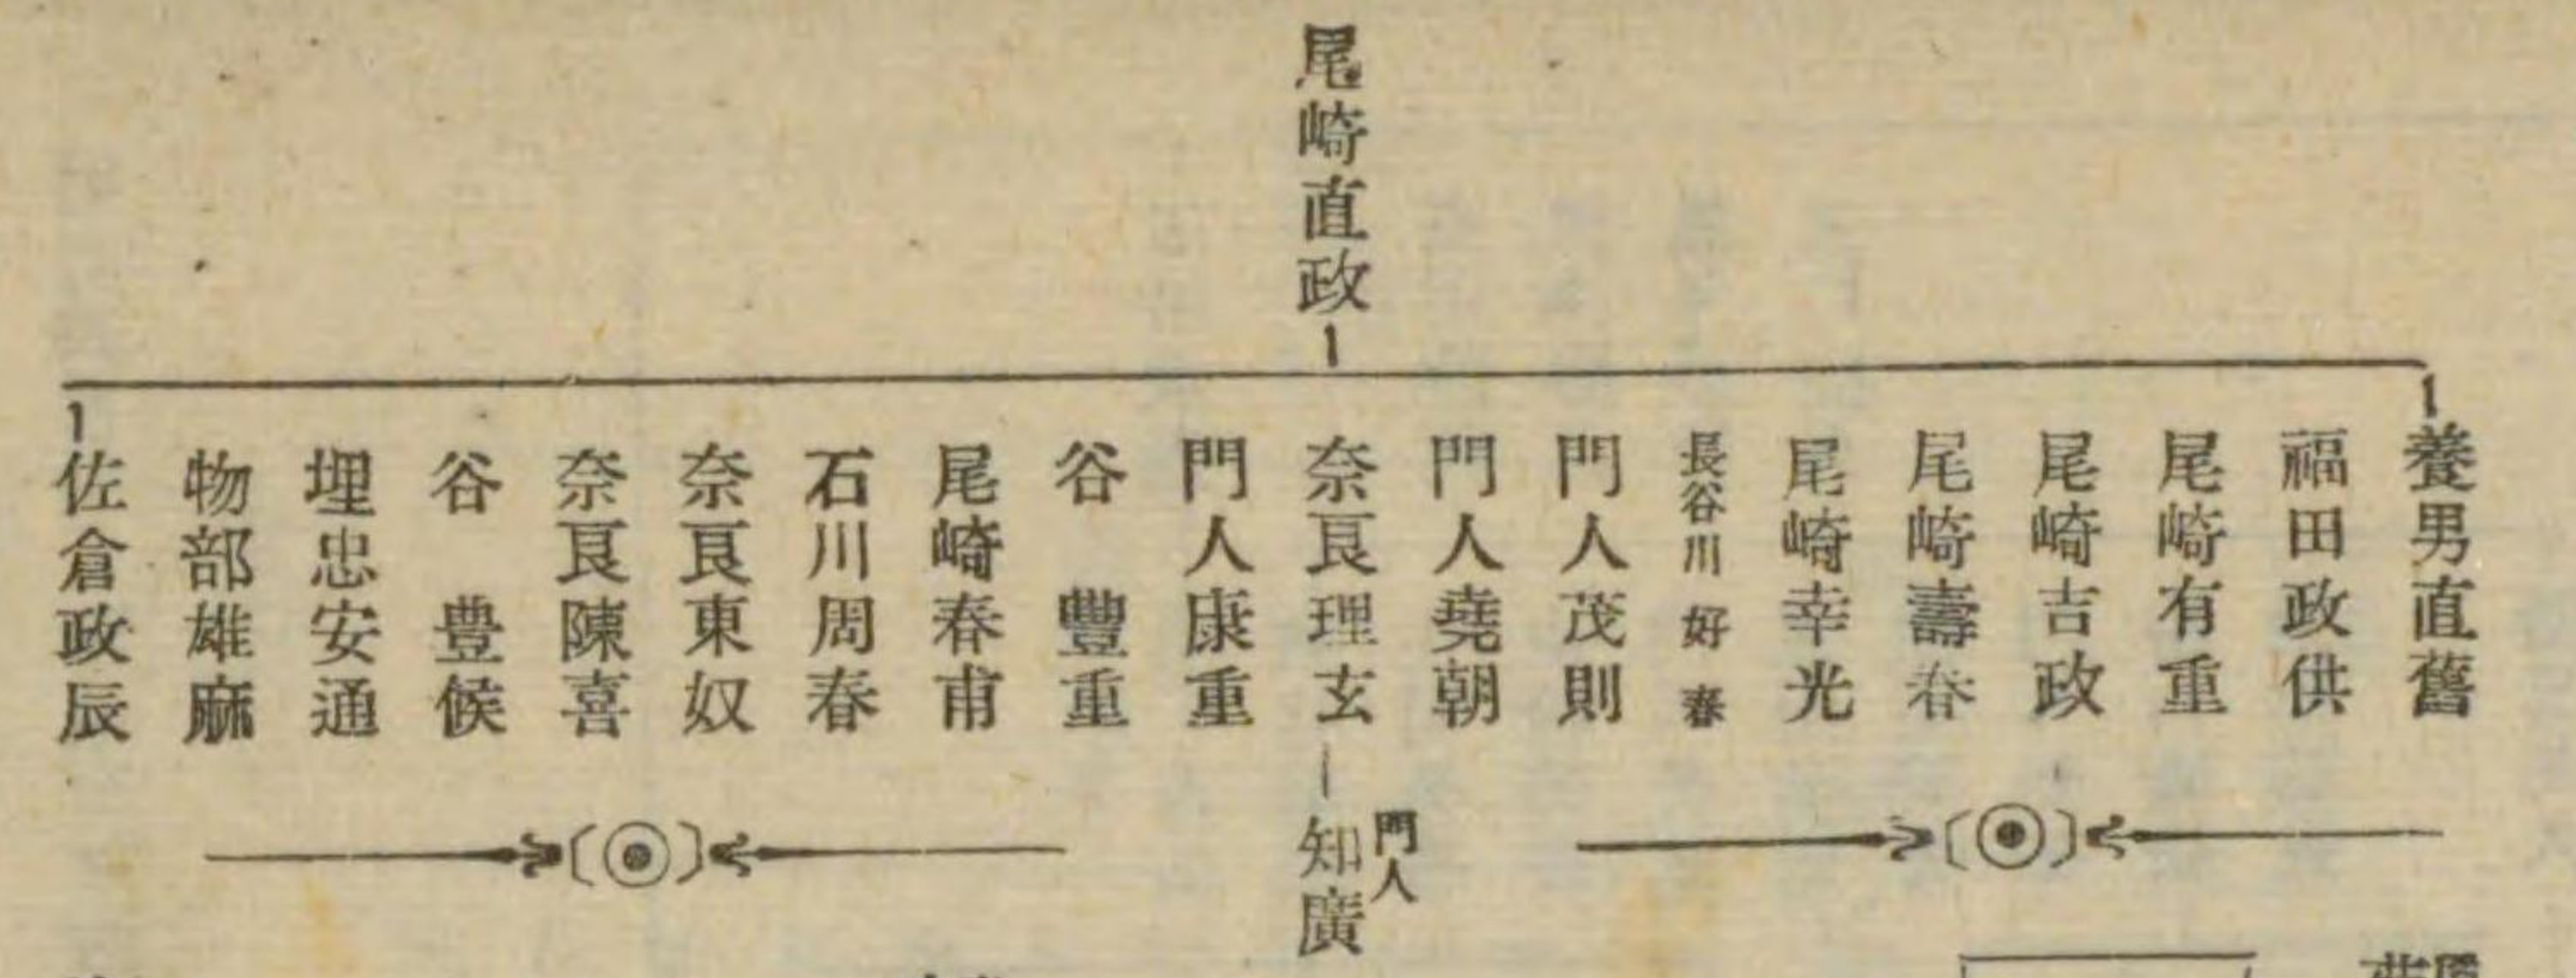 尾崎直政
養男直舊
福田政供
尾崎有重
尾崎吉政
尾崎壽春
尾崎幸光
長谷川好春
門人茂則
門人堯朝
奈良理玄
門人
知廣
門人康重
谷豐重
尾崎春甫
石川周春
奈良東奴
奈良陳喜
谷豊候
埋忠安通
物部雄麻
佐倉政辰